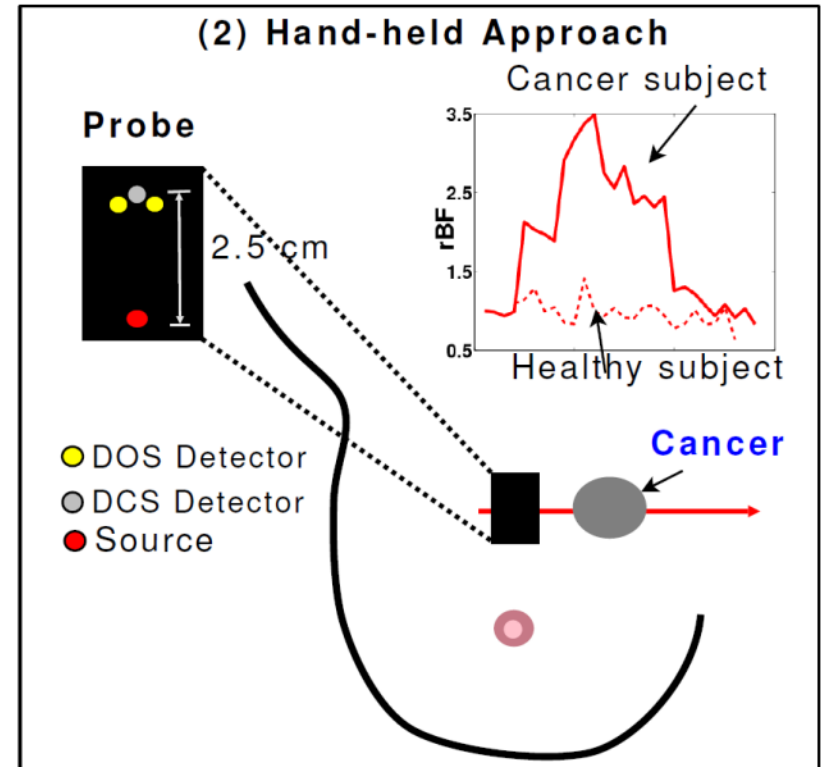 (2) Hand-held Approach
Cancer subject
Probe
3.5
2.5
1.5
0.5
rBF
2.5 cm
Healthy subject
Cancer
DOS Detector
DCS Detector
Source